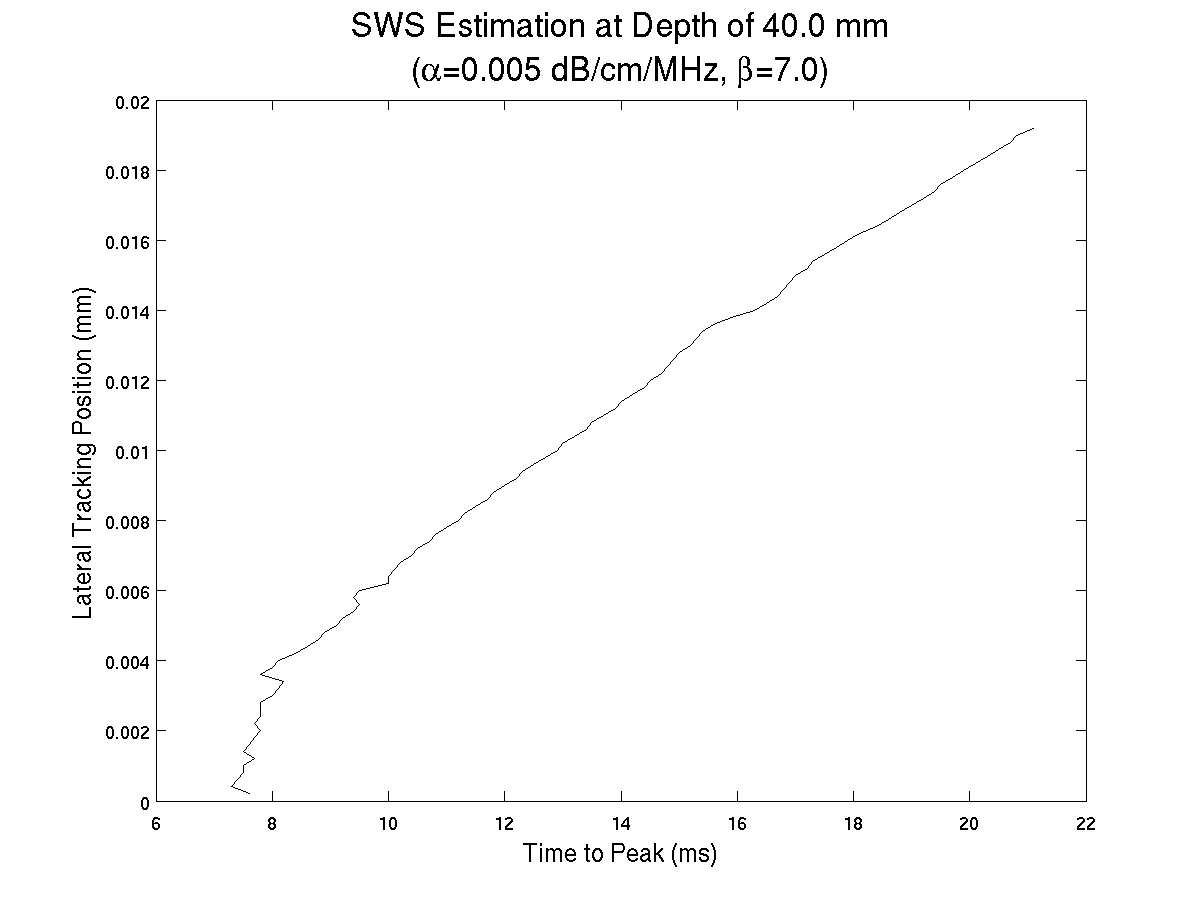 SWS Estimation at Depth of 40.0 mm
(α=0.005 dB/cm/MHz, β=7.0)
0.02
0.018
0.016
0.014
0.012
0.01
0.008
0.006
0.004
0.002
0
Lateral Tracking Position (mm)
6 8 10 12 14 16 18 20 22
Time to Peak (ms)